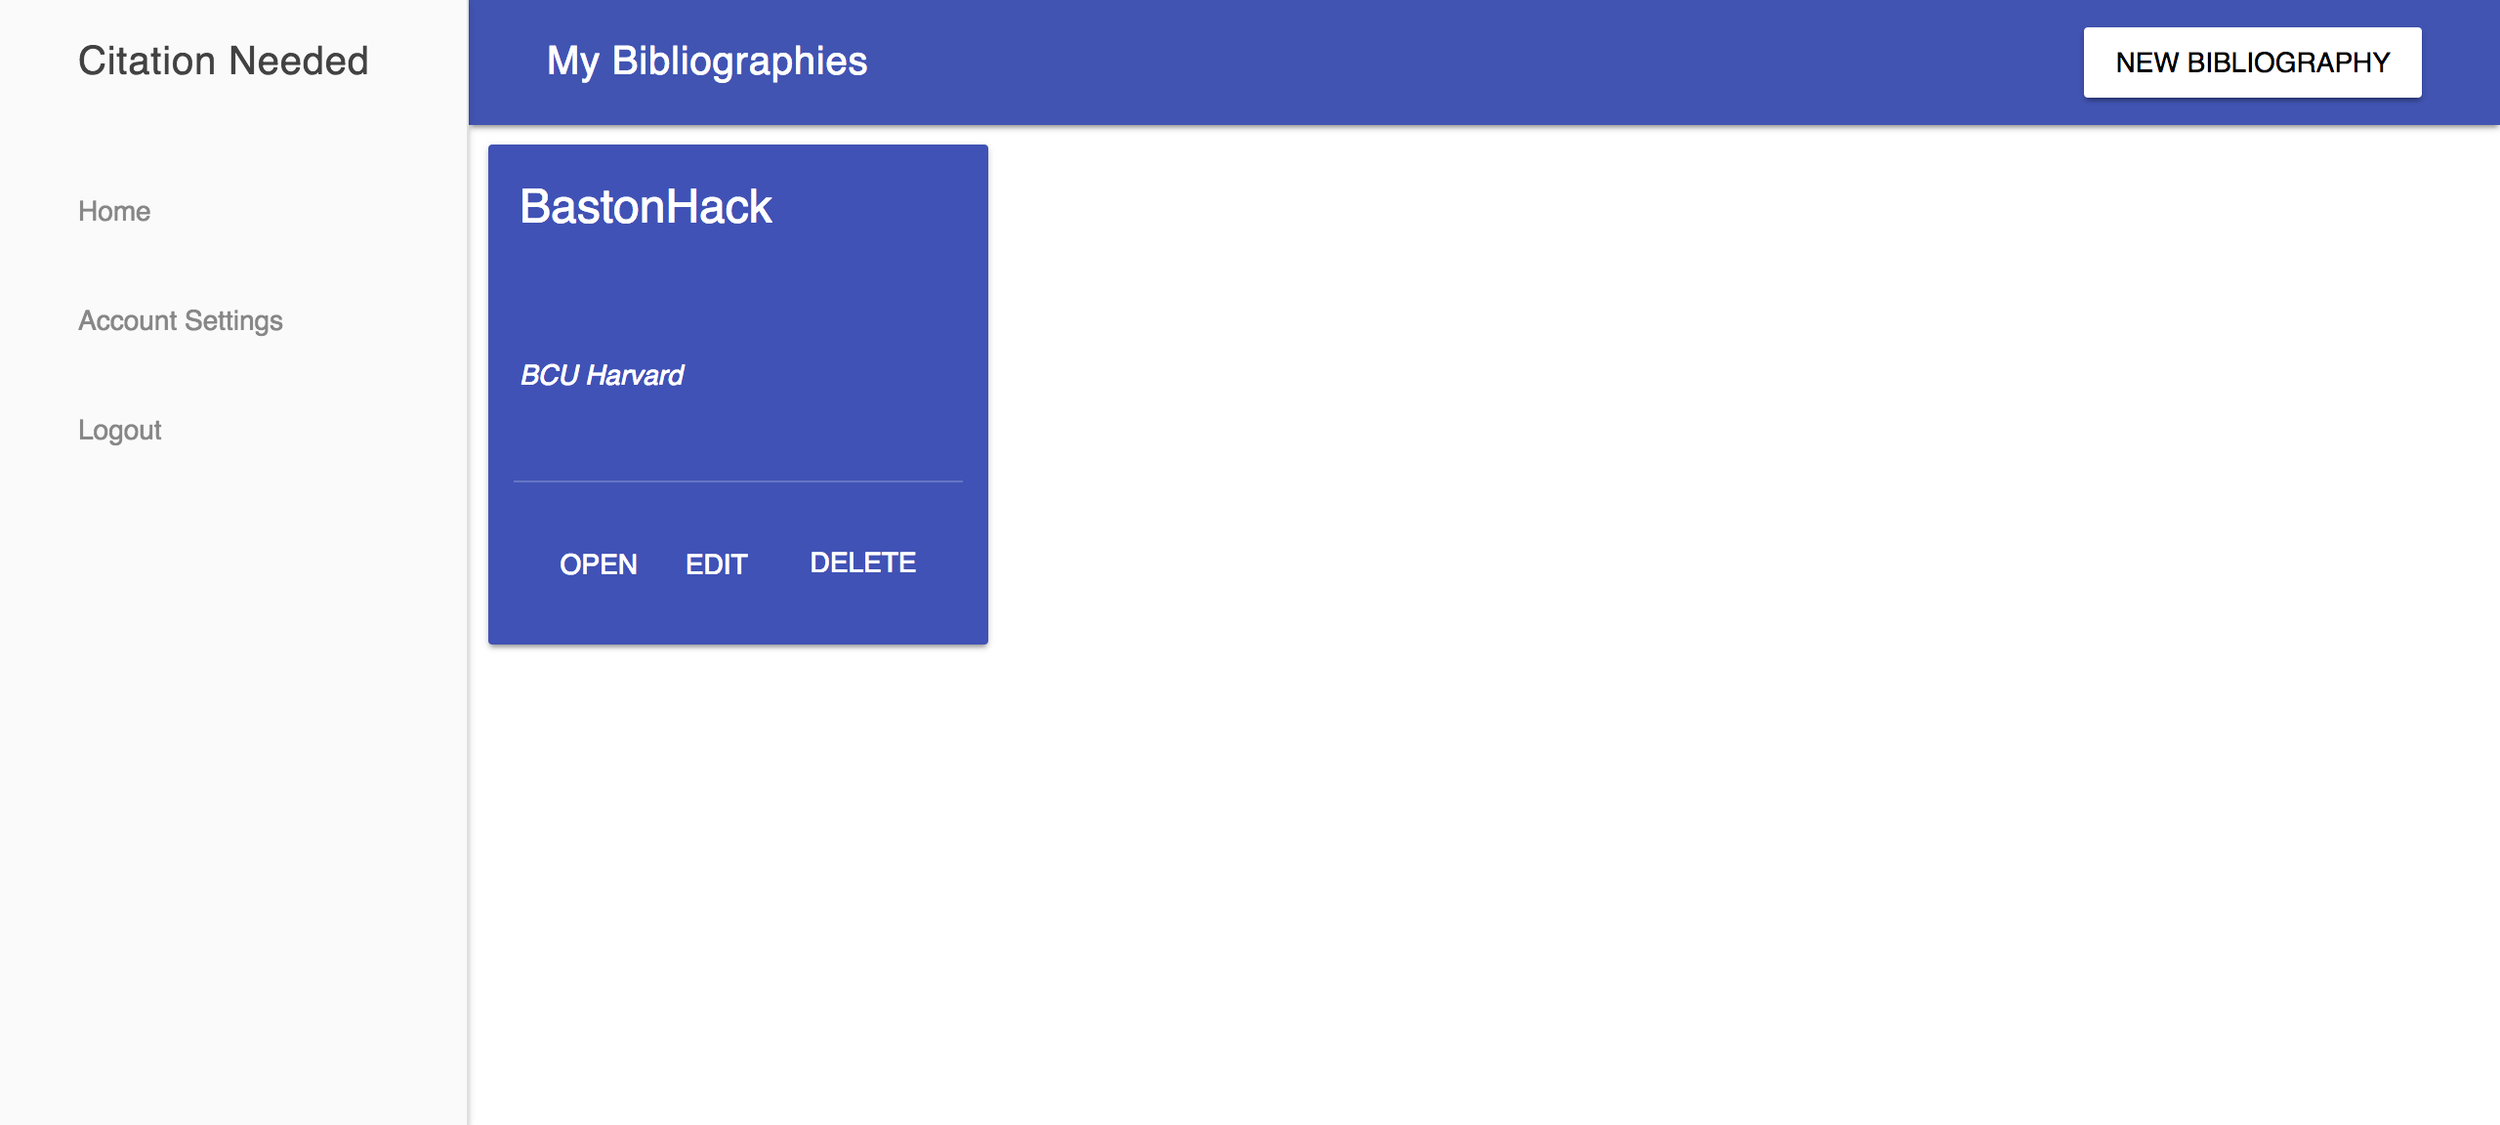 Citation Needed
Home
Account Settings
Logout
My Bibliographies
NEW BIBLIOGRAPHY
BastonHack
BCU Harvard
OPEN EDIT DELETE